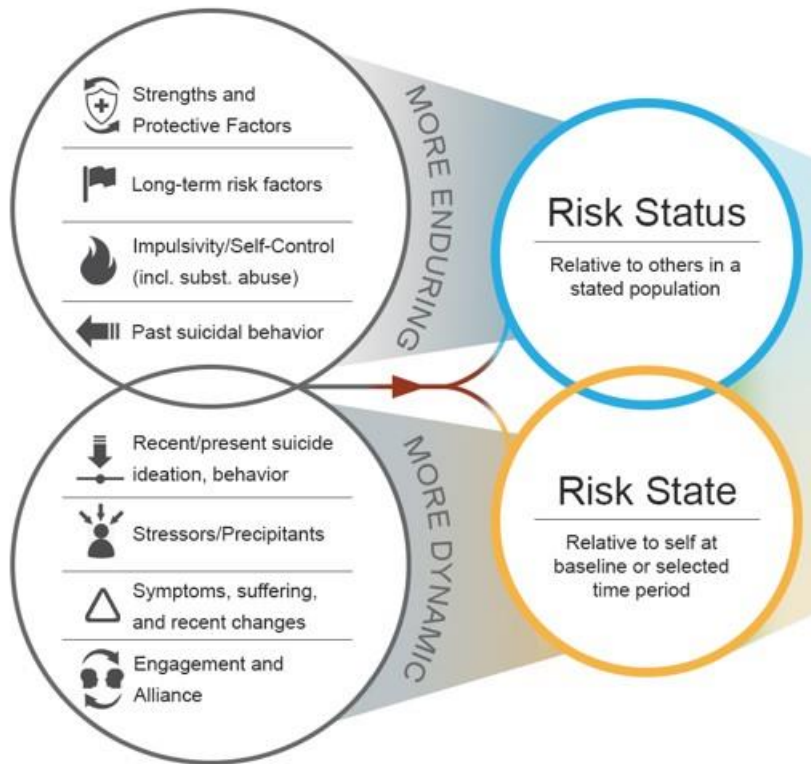 Strengths and
Protective Factors
Long-term risk factors
Impulsivity/Self-Control
(incl. subst. abuse)
Past suicidal behavior
MORE ENDURING
Risk Status
Relative to others in a
stated population
Recent/present suicide
ideation, behavior
Stressors/Precipitants
Symptoms, suffering,
and recent changes
Engagement and
Alliance
MORE DYNAMIC
Risk State
Relative to self at
baseline or selected
time period